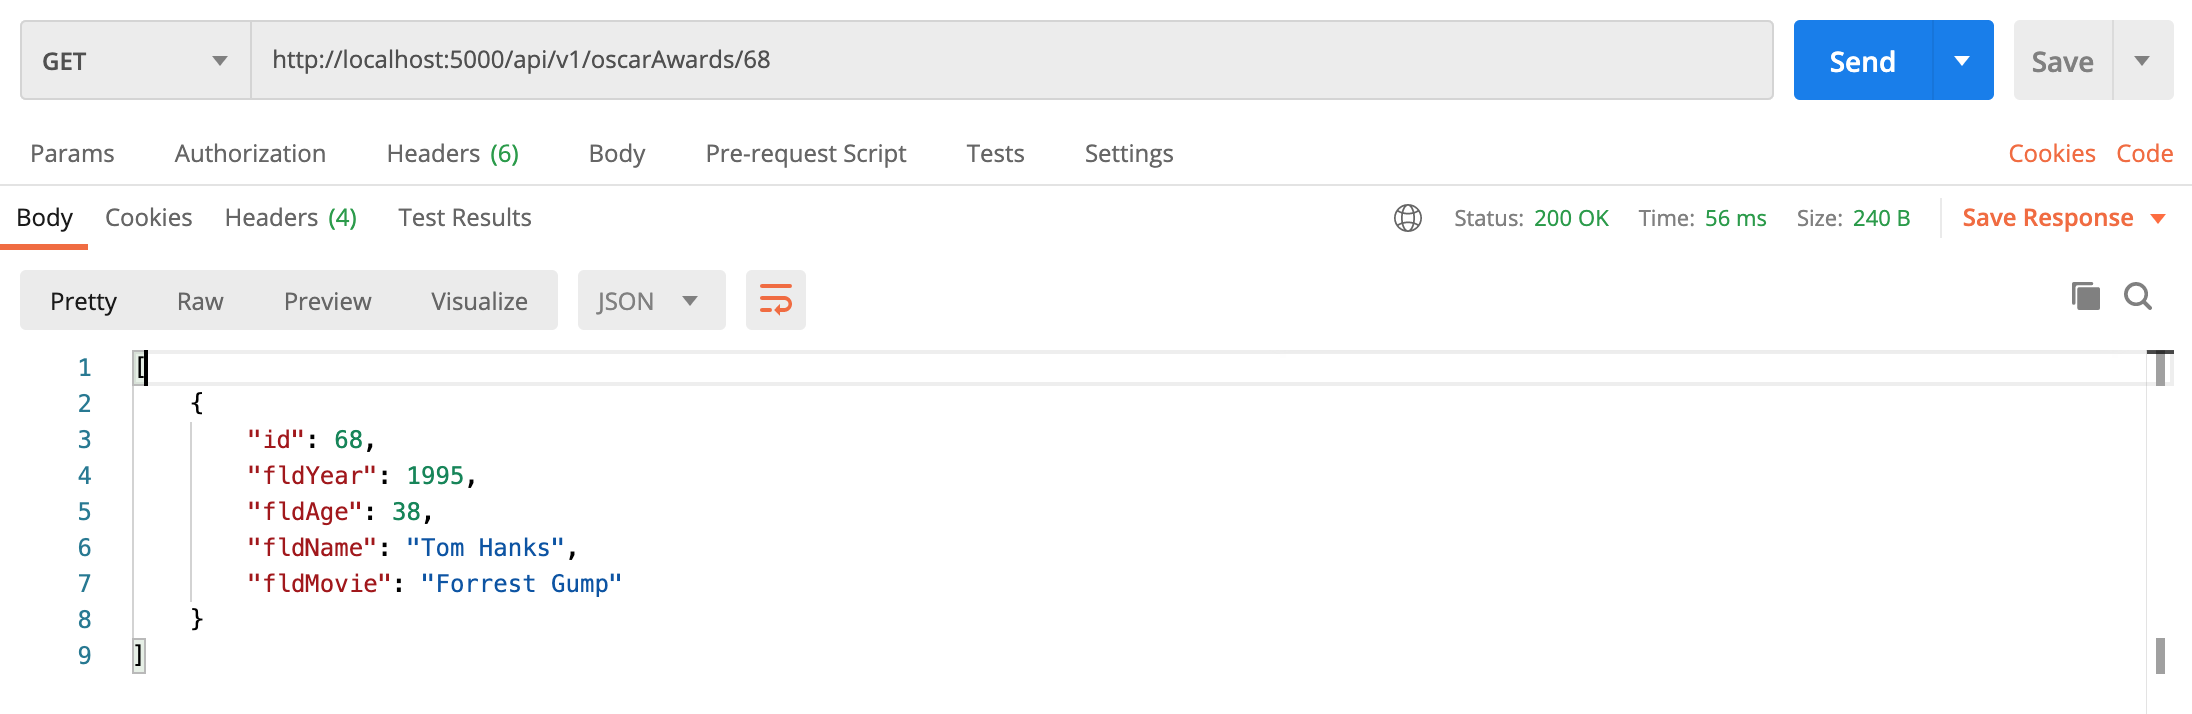 GET http://localhost:5000/api/v1/oscarAwards/68 Send Save
Params Authorization Headers (6) Body Pre-request Script Tests Settings Cookies Code
Body Cookies Headers (4) Test Results Status: 200 OK Time: 56 ms Size: 240 B Save Response
Pretty Raw Preview Visualize JSON
1 [
2 {
3 "id": 68,
4 "fldYear": 1995,
5 "fldAge": 38,
6 "fldName": "Tom Hanks",
7 "fldMovie": "Forrest Gump"
8 }
9 ]